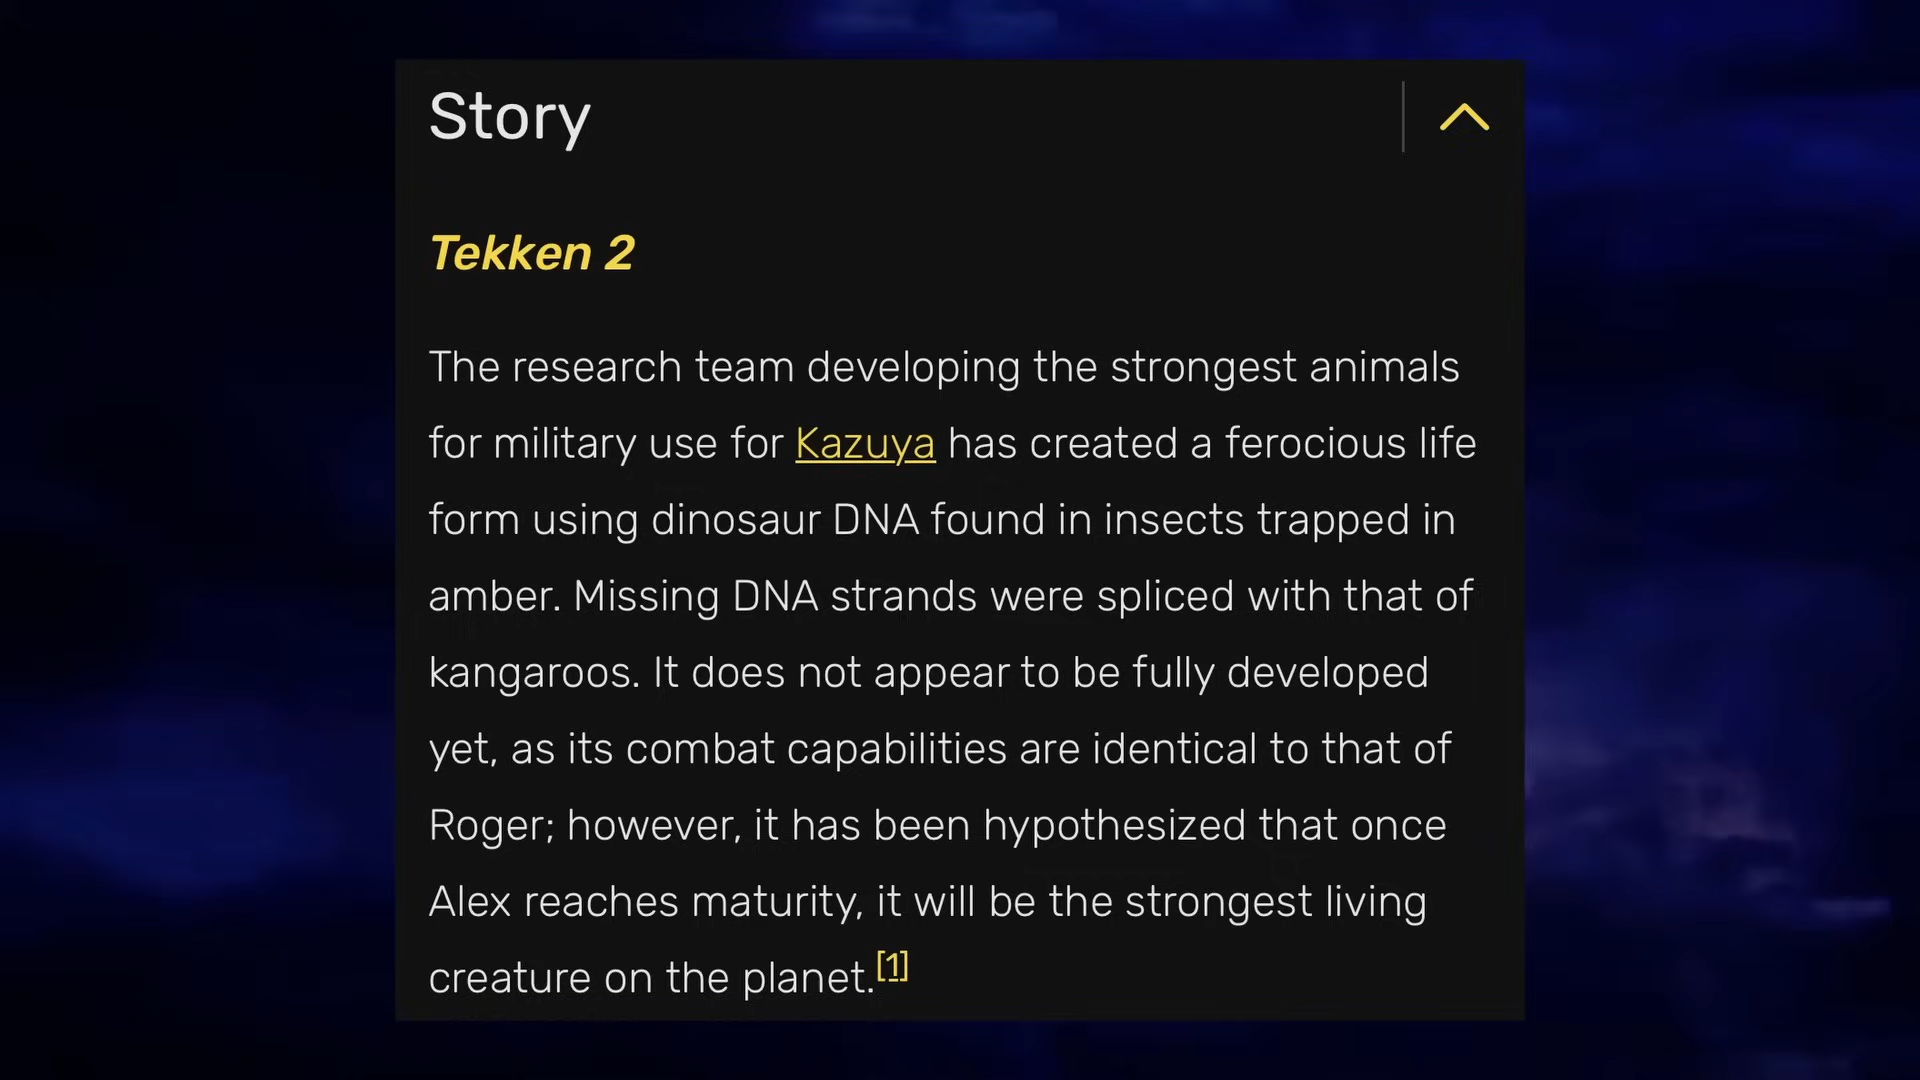 Story
Tekken 2
The research team developing the strongest animals
for military use for Kazuya has created a ferocious life
form using dinosaur DNA found in insects trapped in
amber. Missing DNA strands were spliced with that of
kangaroos. It does not appear to be fully developed
yet, as its combat capabilities are identical to that of
Roger; however, it has been hypothesized that once
Alex reaches maturity, it will be the strongest living
creature on the planet.[1]